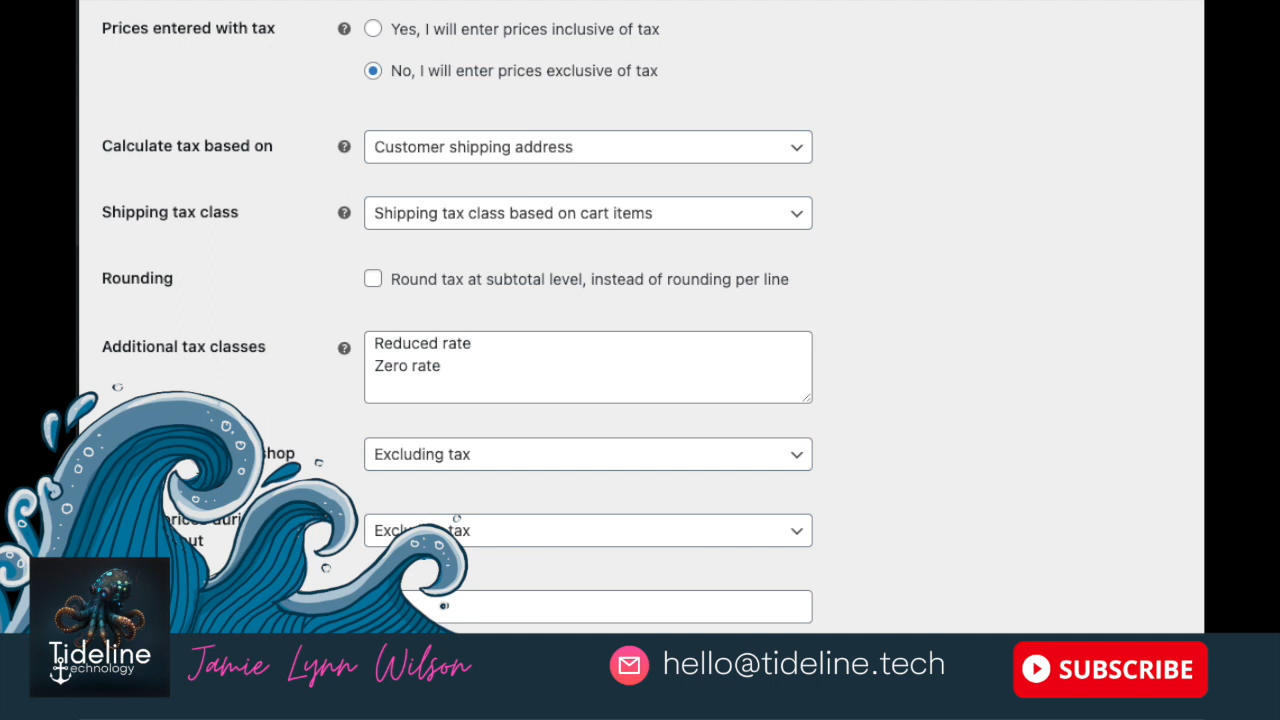 Prices entered with tax
Yes, I will enter prices inclusive of tax
No, I will enter prices exclusive of tax
Calculate tax based on
Customer shipping address
Shipping tax class
Shipping tax class based on cart items
Rounding
Round tax at subtotal level, instead of rounding per line
Additional tax classes
Reduced rate
Zero rate
Excluding tax
tax
Tideline
technology
Jamie Lynn Wilson
hello@tideline.tech
SUBSCRIBE